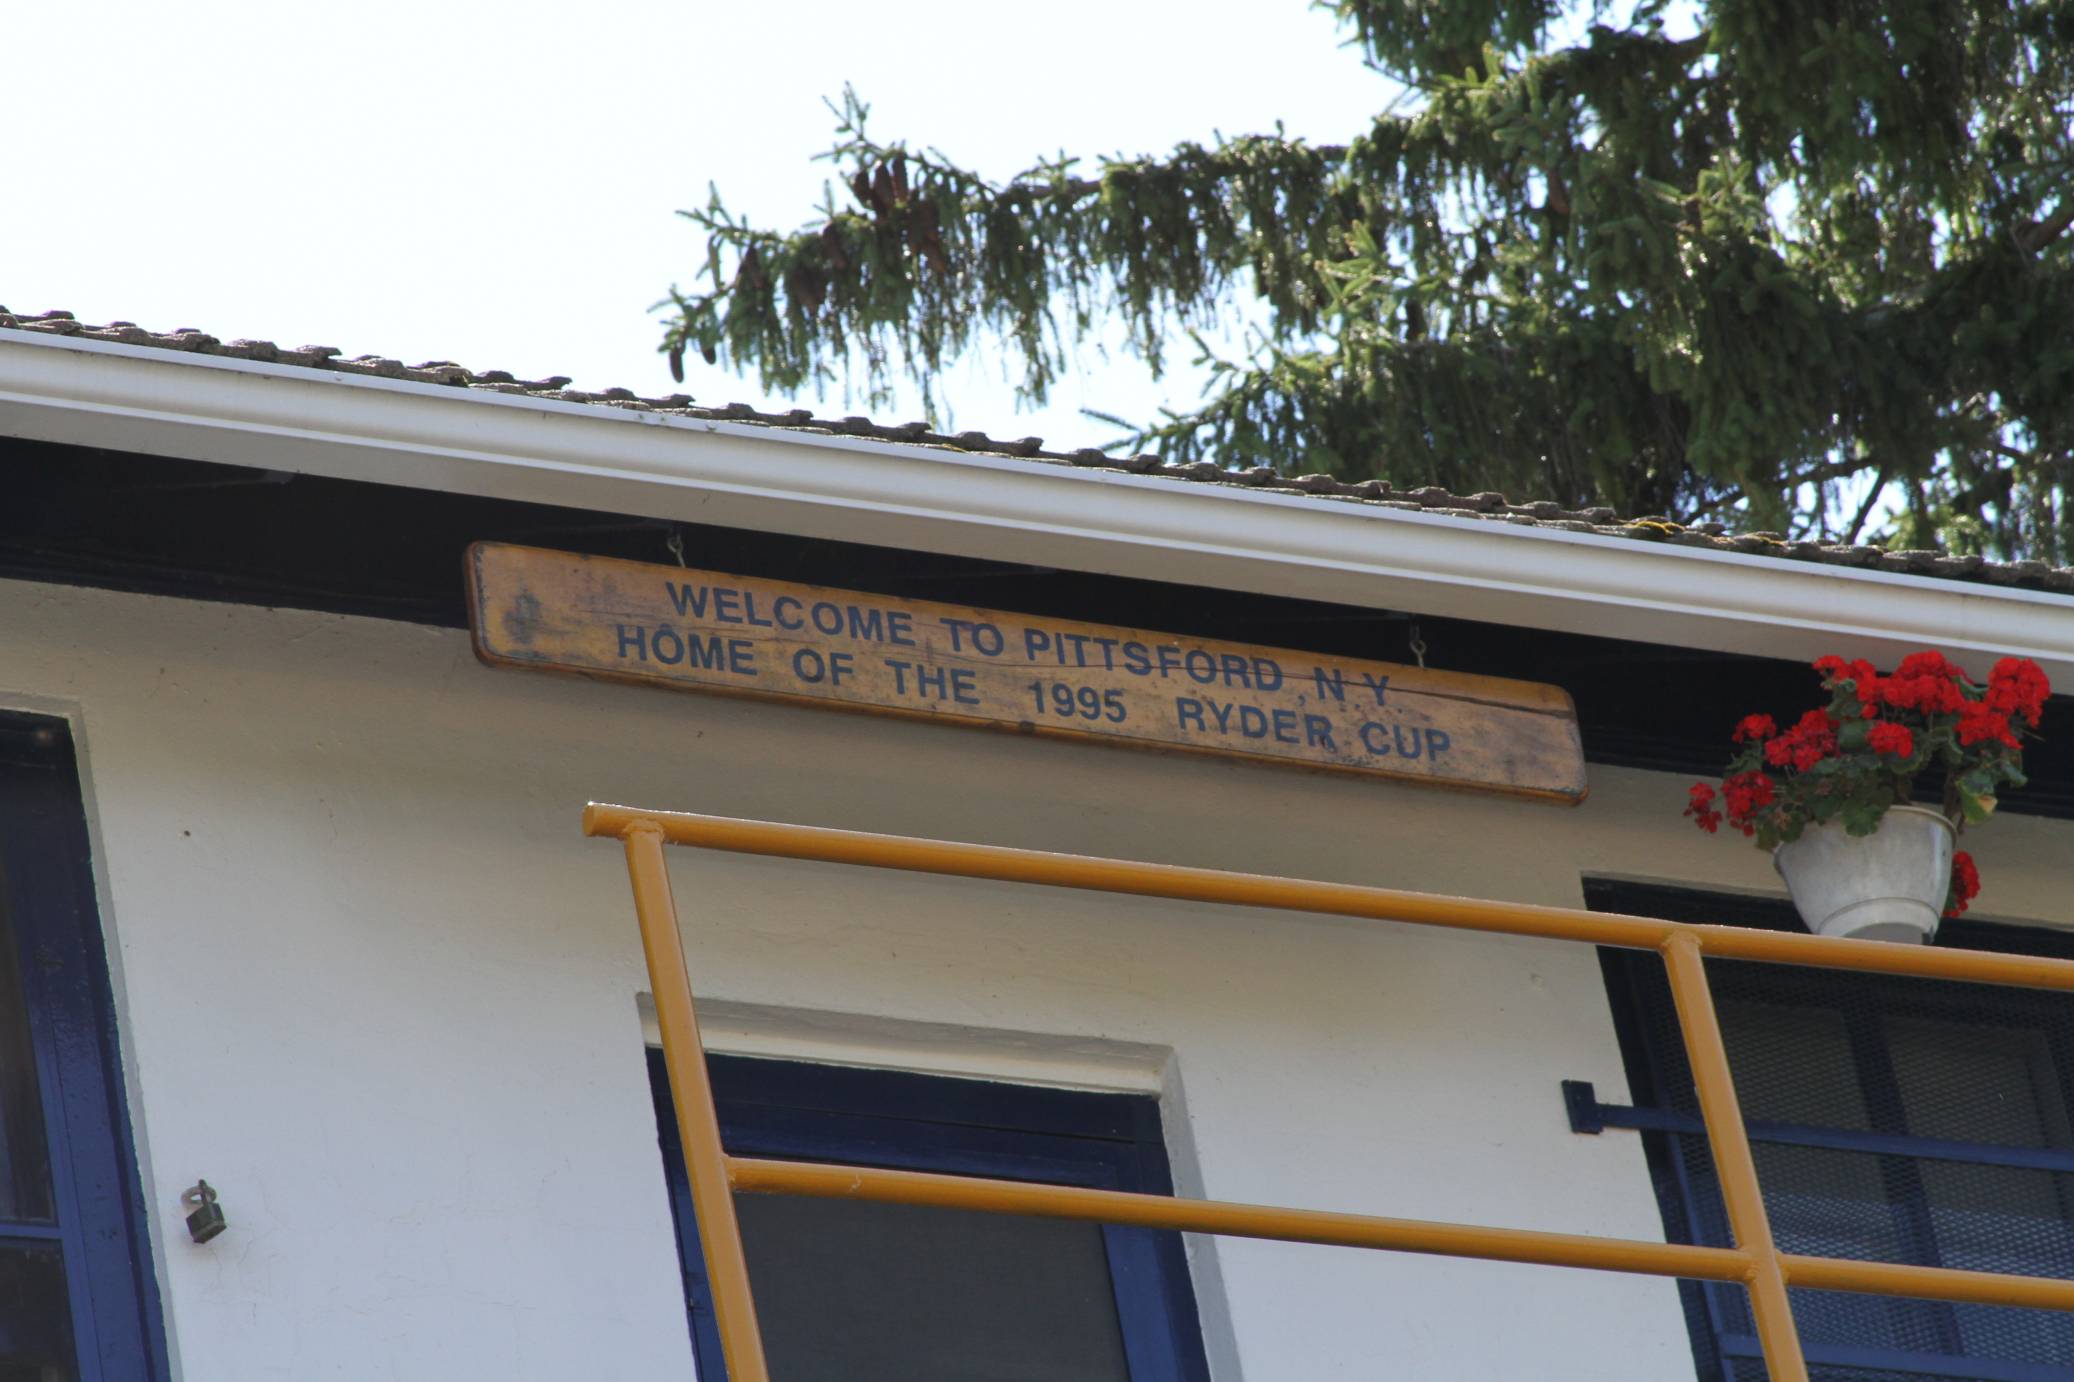 WELCOME TO PITTSFORD, N.Y.
HOME OF THE 1995 RYDER CUP